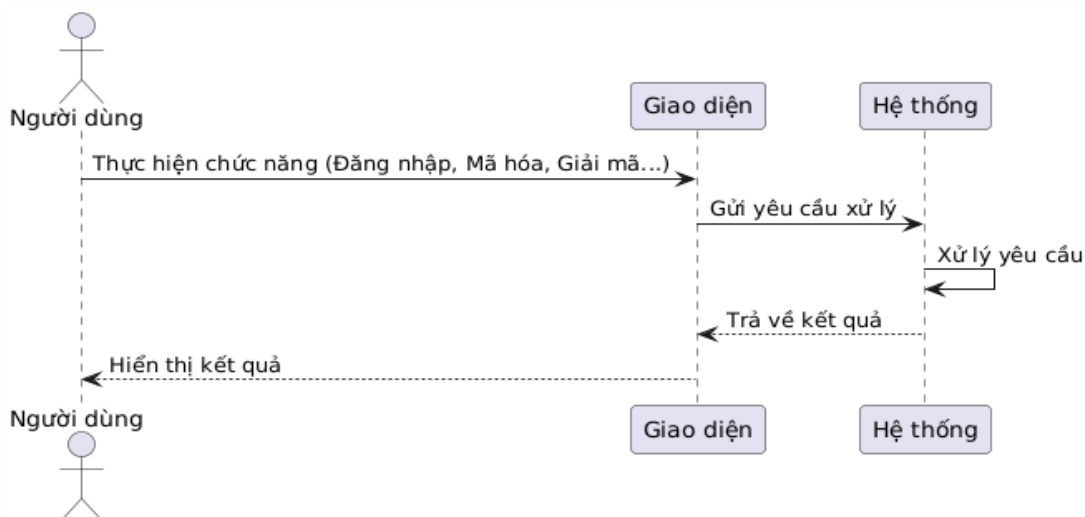 Người dùng
Giao diện
Hệ thống
Thực hiện chức năng (Đăng nhập, Mã hóa, Giải mã...)
Gửi yêu cầu xử lý
Xử lý yêu cầu
Trả về kết quả
Hiển thị kết quả
Người dùng
Giao diện
Hệ thống